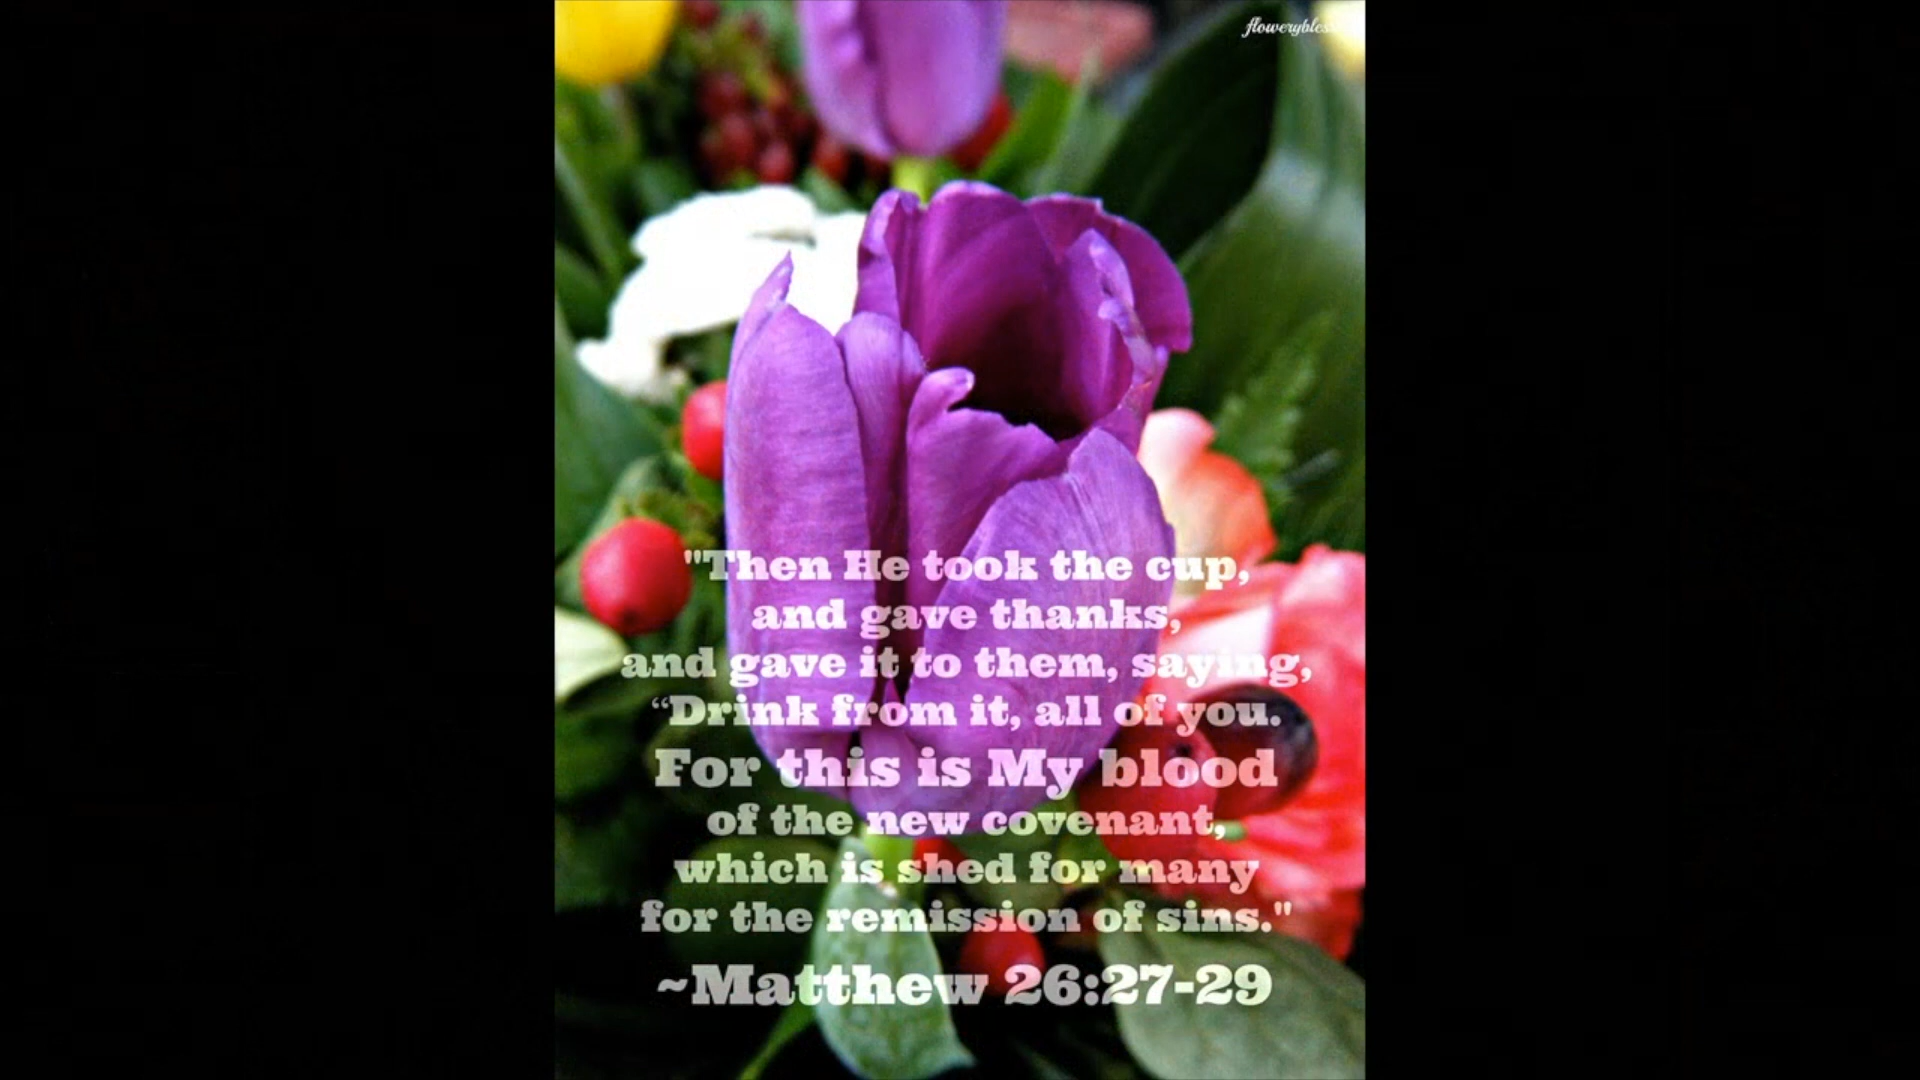 "Then He took the cup,
and gave thanks,
and gave it to them, saying,
“Drink from it, all of you.
For this is My blood
of the new covenant,
which is shed for many
for the remission of sins."
~Matthew 26:27-29